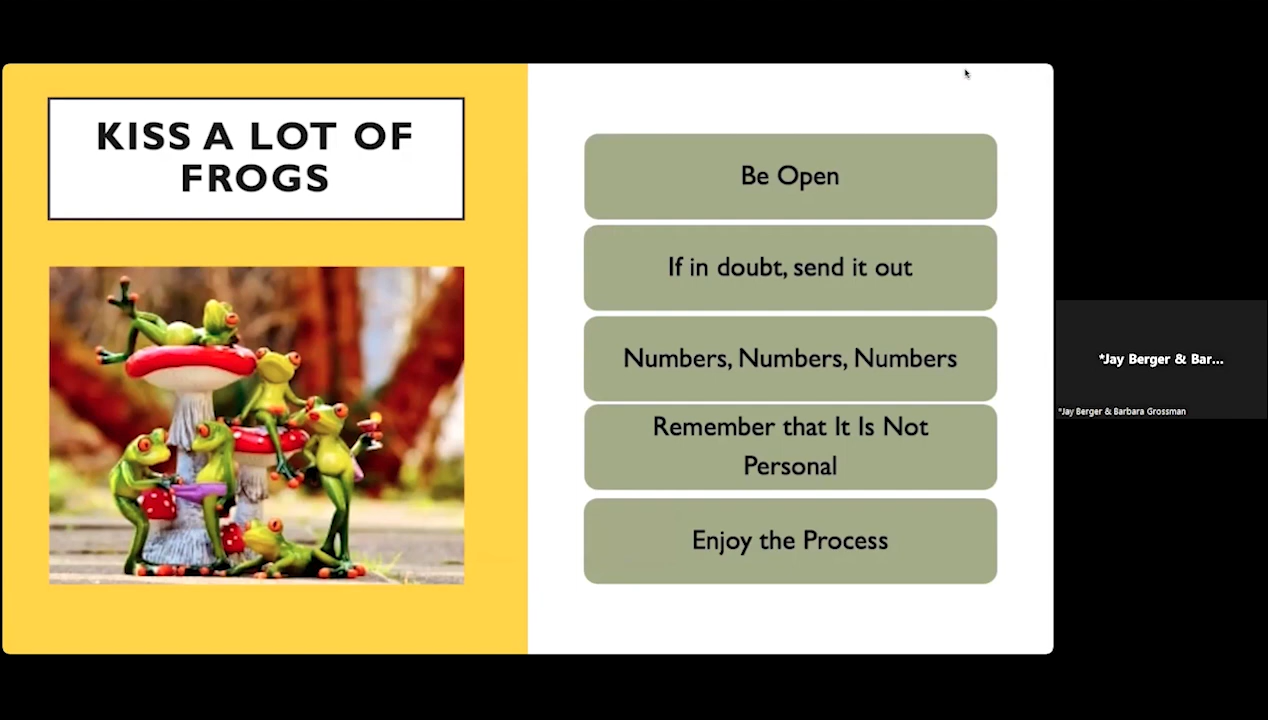 KISS A LOT OF
FROGS
Be Open
If in doubt, send it out
Numbers, Numbers, Numbers
Remember that It Is Not
Personal
Enjoy the Process
*Jay Berger & Bar...
*Jay Berger & Barbara Grossman